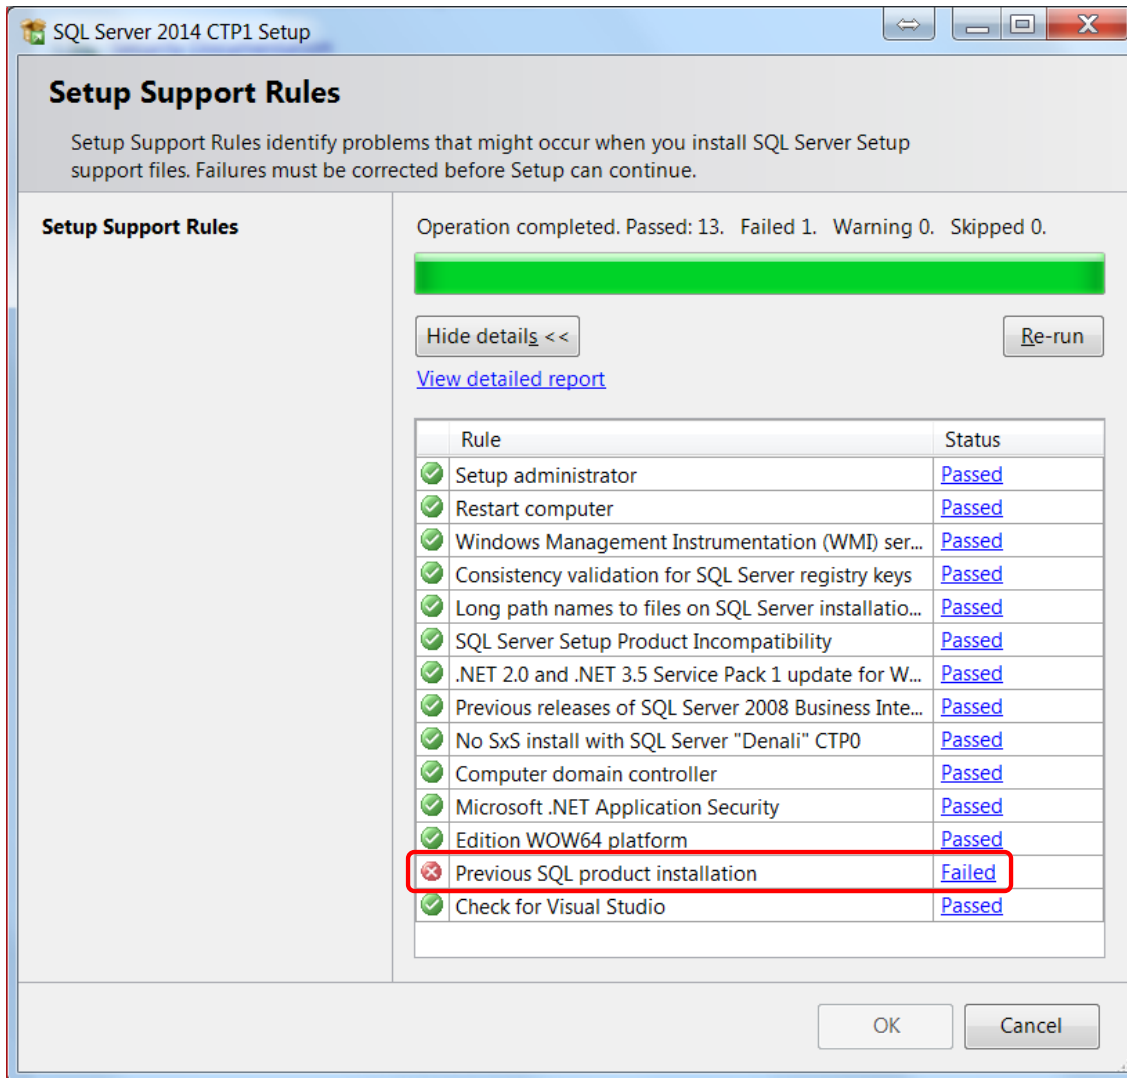 SQL Server 2014 CTP1 Setup
Setup Support Rules
Setup Support Rules identify problems that might occur when you install SQL Server Setup
support files. Failures must be corrected before Setup can continue.
Setup Support Rules
Operation completed. Passed: 13. Failed 1. Warning 0. Skipped 0.
Hide details <<
Re-run
View detailed report
Rule Status
Setup administrator Passed
Restart computer Passed
Windows Management Instrumentation (WMI) ser... Passed
Consistency validation for SQL Server registry keys Passed
Long path names to files on SQL Server installatio... Passed
SQL Server Setup Product Incompatibility Passed
.NET 2.0 and .NET 3.5 Service Pack 1 update for W... Passed
Previous releases of SQL Server 2008 Business Inte... Passed
No SxS install with SQL Server "Denali" CTP0 Passed
Computer domain controller Passed
Microsoft .NET Application Security Passed
Edition WOW64 platform Passed
Previous SQL product installation Failed
Check for Visual Studio Passed
OK Cancel